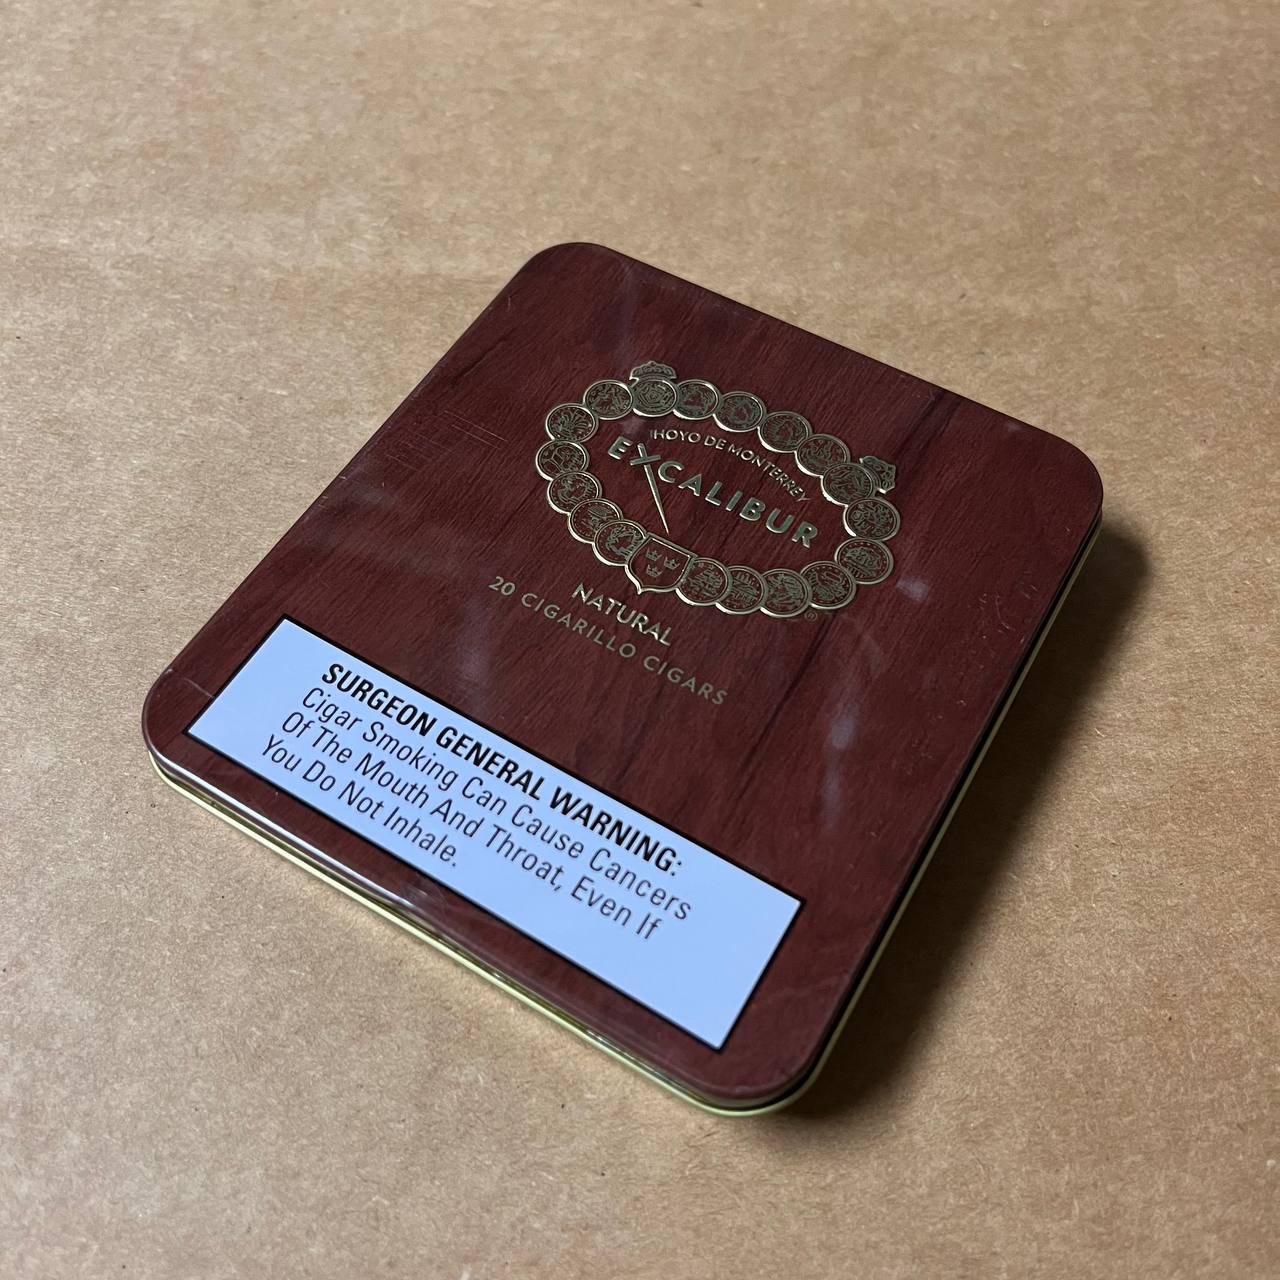 HOYO DE MONTERREY
EXCALIBUR
®
NATURAL
20 CIGARILLO CIGARS
SURGEON GENERAL WARNING:
Cigar Smoking Can Cause Cancers
Of The Mouth And Throat, Even If
You Do Not Inhale.